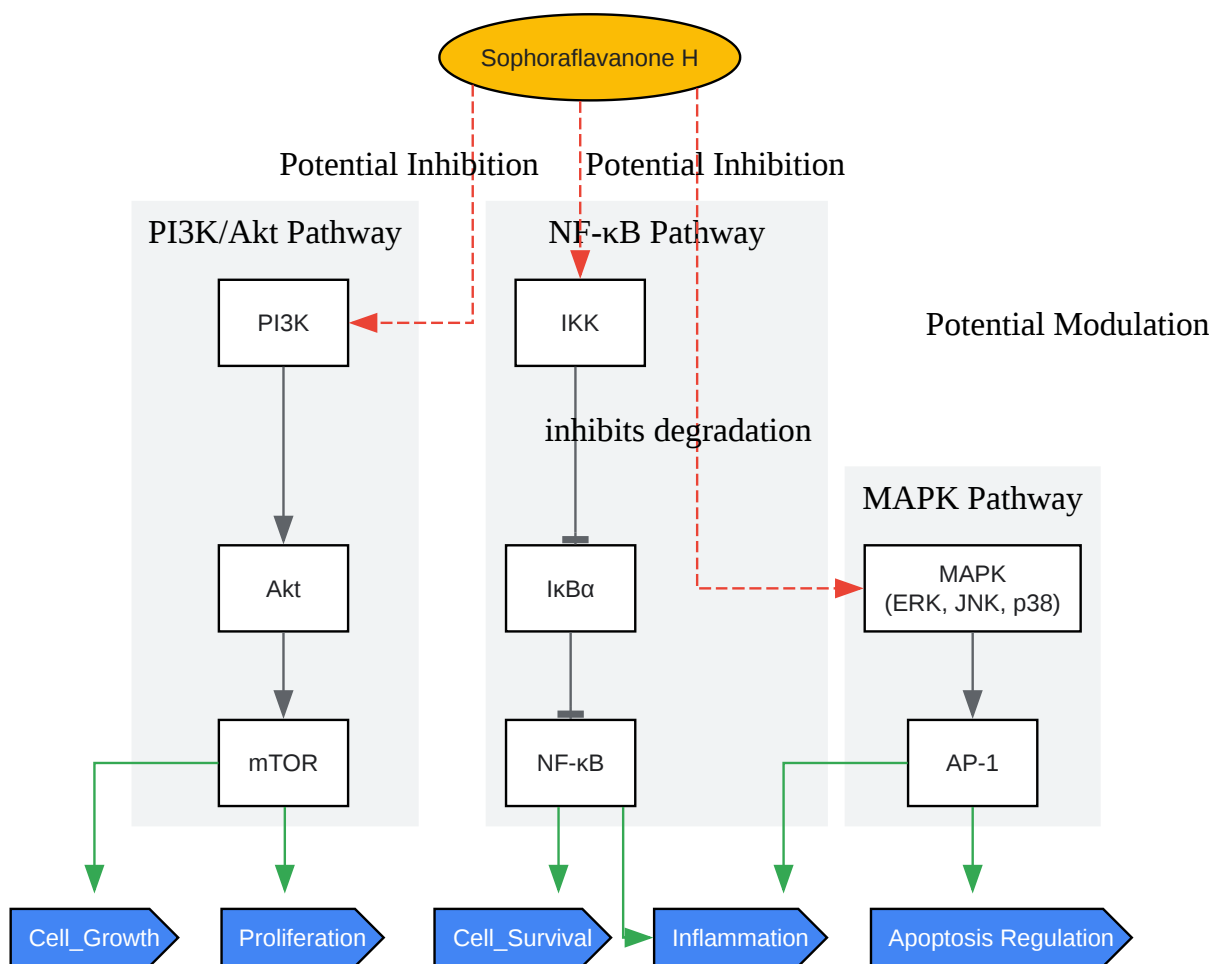 Sophoraflavanone H
Potential Inhibition
Potential Inhibition
PI3K/Akt Pathway
NF-κB Pathway
PI3K
IKK
Potential Modulation
inhibits degradation
MAPK Pathway
Akt
IκBα
MAPK
(ERK, JNK, p38)
mTOR
NF-κB
AP-1
Cell_Growth
Proliferation
Cell_Survival
Inflammation
Apoptosis Regulation